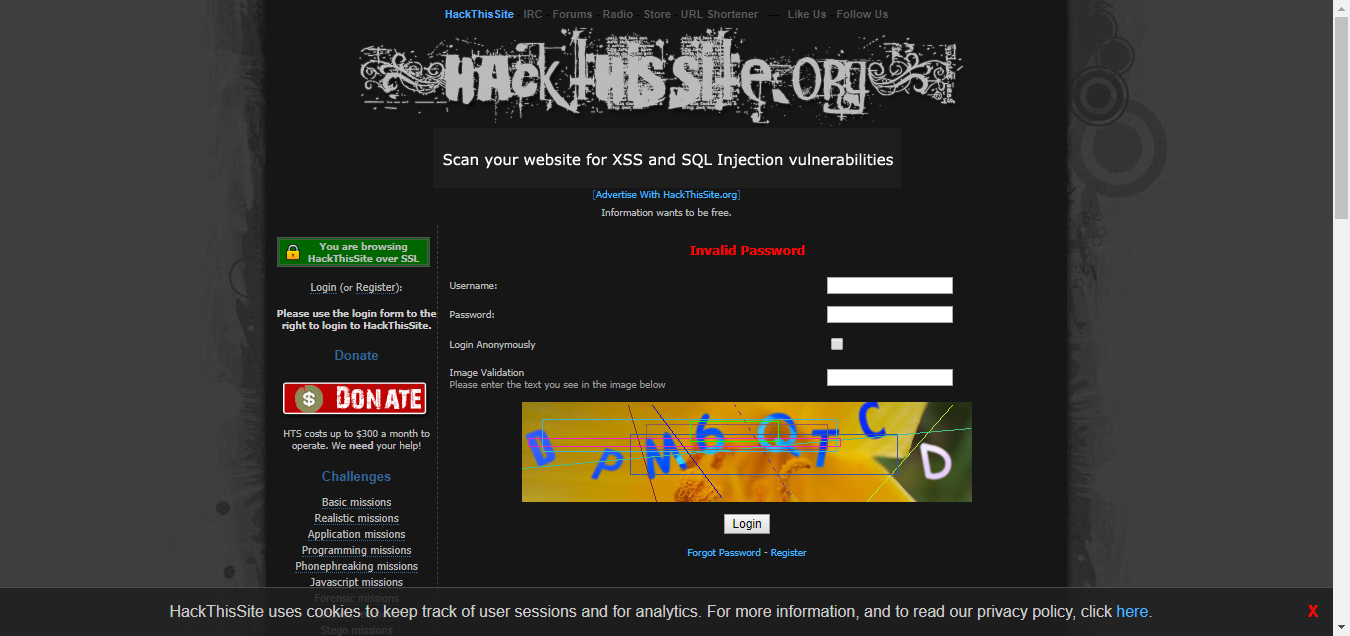 HackThisSite IRC Forums Radio Store URL Shortener — Like Us Follow Us
HackThisSite.org
Scan your website for XSS and SQL Injection vulnerabilities
[Advertise With HackThisSite.org]
Information wants to be free.
You are browsing
HackThisSite over SSL
Login (or Register):
Please use the login form to the
right to login to HackThisSite.
Donate
$ DONATE
HTS costs up to $300 a month to
operate. We need your help!
Challenges
Basic missions
Realistic missions
Application missions
Programming missions
Phonephreaking missions
Javascript missions
Forensic missions
Stego missions
Invalid Password
Username:
Password:
Login Anonymously
Image Validation
Please enter the text you see in the image below
Login
Forgot Password - Register
HackThisSite uses cookies to keep track of user sessions and for analytics. For more information, and to read our privacy policy, click here.
X